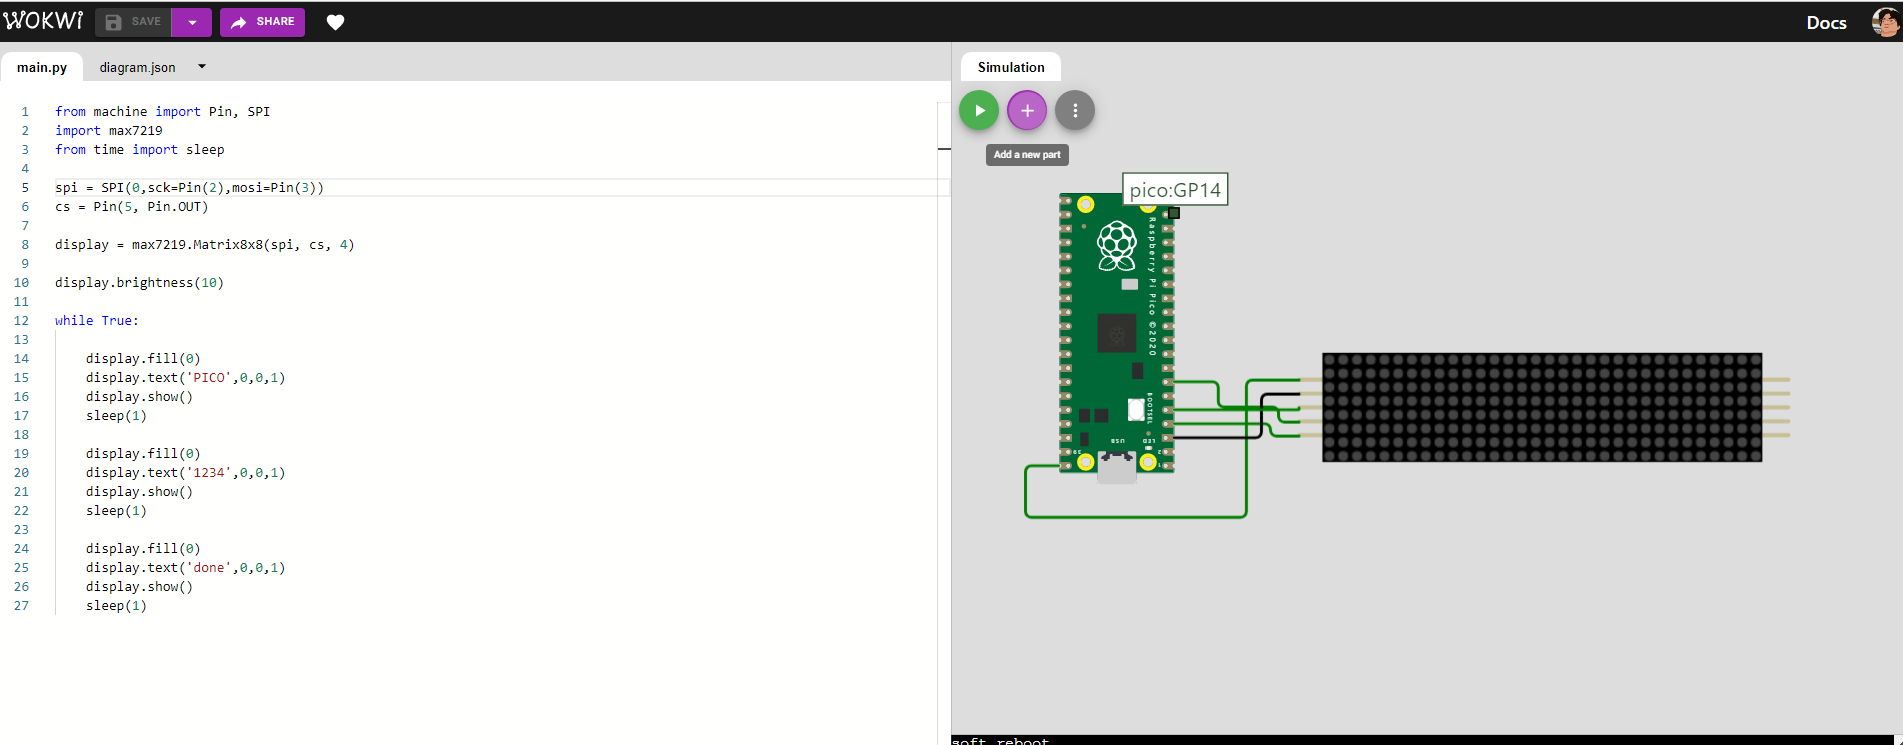 WOKWI SAVE SHARE Docs
main.py diagram.json
Simulation
1 from machine import Pin, SPI
2 import max7219
3 from time import sleep
4
5 spi = SPI(0,sck=Pin(2),mosi=Pin(3))
6 cs = Pin(5, Pin.OUT)
7
8 display = max7219.Matrix8x8(spi, cs, 4)
9
10 display.brightness(10)
11
12 while True:
13
14 display.fill(0)
15 display.text('PICO',0,0,1)
16 display.show()
17 sleep(1)
18
19 display.fill(0)
20 display.text('1234',0,0,1)
21 display.show()
22 sleep(1)
23
24 display.fill(0)
25 display.text('done',0,0,1)
26 display.show()
27 sleep(1)
Add a new part
pico:GP14
Raspberry Pi Pico ©2020
BOOTSEL
USB
LED
soft reboot